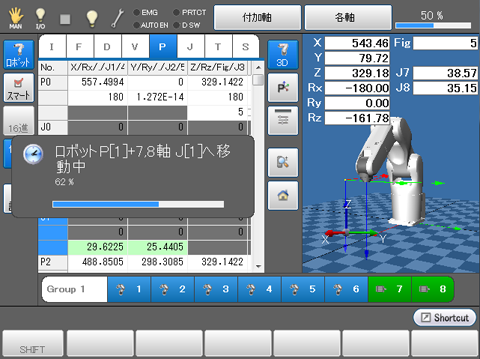 MAN
I/O
EMG
AUTO EN
PRTCT
D SW
付加軸
各軸
50 %
ロボット
スマート
16進
I F D V P J T S
No. X/Rx/ /J1/4 Y/Ry/ /J2/5 Z/Rz/Fig/J3
P0 557.4994 0 329.1422
180 1.272E-14 180
5
J0 0 0
ロボットP[1]+7,8軸 J[1]へ移
動中
62 %
0 0
29.6225 25.4405
P2 488.8505 298.3085 329.1422
3D
P
X 543.46 Fig 5
Y 79.72
Z 329.18 J7 38.57
Rx -180.00 J8 35.15
Ry 0.00
Rz -161.78
Z
X
Y
Group 1 1 2 3 4 5 6 7 8
Shortcut
SHIFT